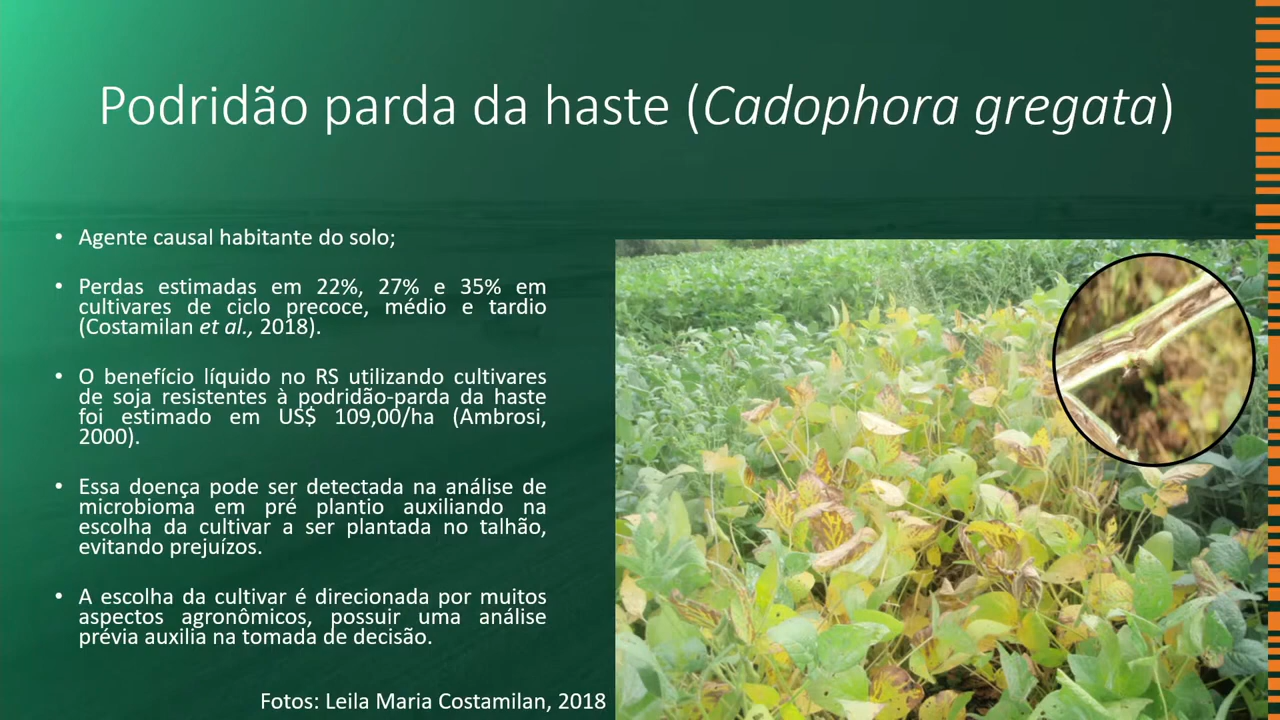 Podridão parda da haste (Cadophora gregata)
• Agente causal habitante do solo;
• Perdas estimadas em 22%, 27% e 35% em
cultivares de ciclo precoce, médio e tardio
(Costamilan et al., 2018).
• O benefício líquido no RS utilizando cultivares
de soja resistentes à podridão-parda da haste
foi estimado em US$ 109,00/ha (Ambrosi,
2000).
• Essa doença pode ser detectada na análise de
microbioma em pré plantio auxiliando na
escolha da cultivar a ser plantada no talhão,
evitando prejuízos.
• A escolha da cultivar é direcionada por muitos
aspectos agronômicos, possuir uma análise
prévia auxilia na tomada de decisão.
Fotos: Leila Maria Costamilan, 2018